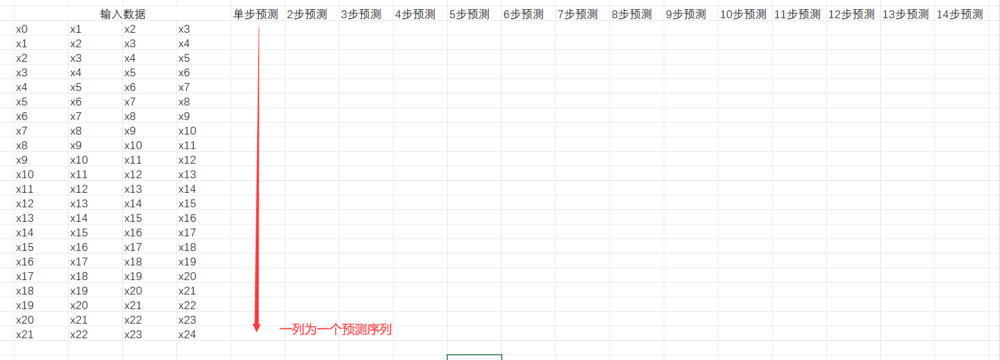 输入数据 单步预测 2步预测 3步预测 4步预测 5步预测 6步预测 7步预测 8步预测 9步预测 10步预测 11步预测 12步预测 13步预测 14步预测
x0 x1 x2 x3
x1 x2 x3 x4
x2 x3 x4 x5
x3 x4 x5 x6
x4 x5 x6 x7
x5 x6 x7 x8
x6 x7 x8 x9
x7 x8 x9 x10
x8 x9 x10 x11
x9 x10 x11 x12
x10 x11 x12 x13
x11 x12 x13 x14
x12 x13 x14 x15
x13 x14 x15 x16
x14 x15 x16 x17
x15 x16 x17 x18
x16 x17 x18 x19
x17 x18 x19 x20
x18 x19 x20 x21
x19 x20 x21 x22
x20 x21 x22 x23
一列为一个预测序列
x21 x22 x23 x24